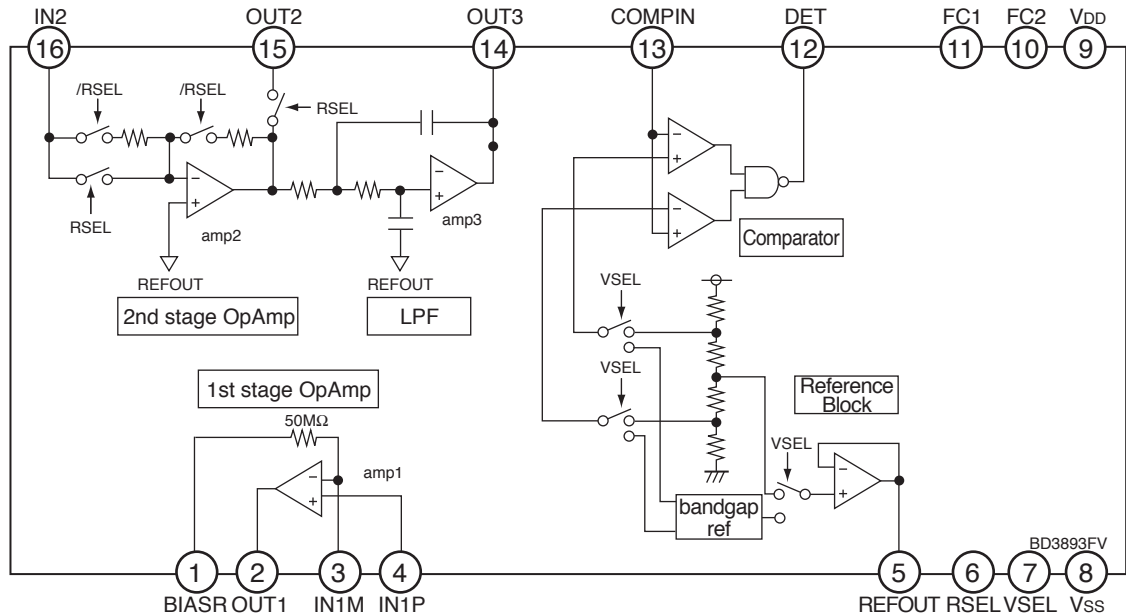 IN2 OUT2 OUT3 COMPIN DET FC1 FC2 VDD
16 15 14 13 12 11 10 9
/RSEL /RSEL
RSEL
RSEL
− + amp2
− + amp3
REFOUT REFOUT
2nd stage OpAmp LPF
− +
− +
Comparator
VSEL
VSEL
1st stage OpAmp
50MΩ
− + amp1
Reference
Block
VSEL
− +
bandgap
ref
BD3893FV
1 2 3 4 5 6 7 8
BIASR OUT1 IN1M IN1P REFOUT RSEL VSEL VSS